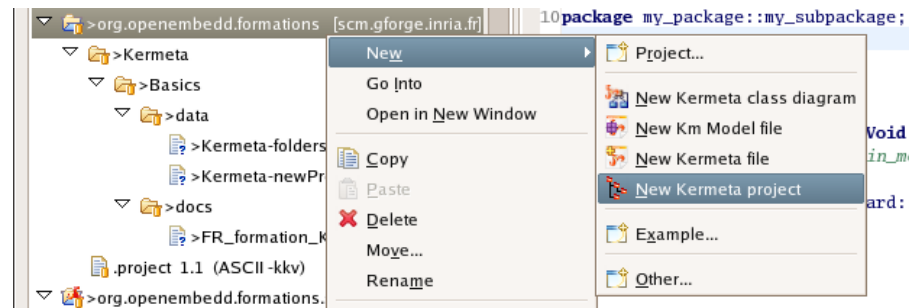 >org.openembedd.formations [scm.gforge.inria.fr]
>Kermeta
>Basics
>data
>Kermeta-folders
>Kermeta-newPr
>docs
>FR_formation_K
.project 1.1 (ASCII -kkv)
>org.openembedd.formations.
New
Go Into
Open in New Window
Copy
Paste
Delete
Move...
Rename
Project...
New Kermeta class diagram
New Km Model file
New Kermeta file
New Kermeta project
Example...
Other...
10package my_package::my_subpackage;
Void
in_m
ard: